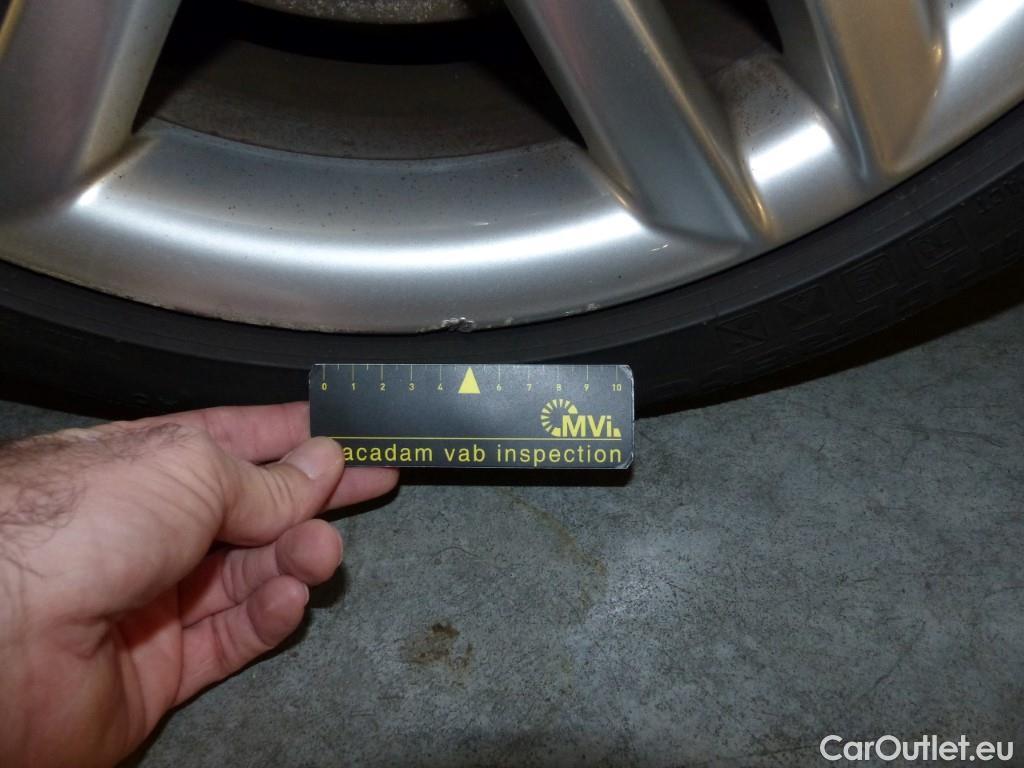 0 1 2 3 4 6 7 8 9 10
MVi
acadam vab inspection
CarOutlet.eu